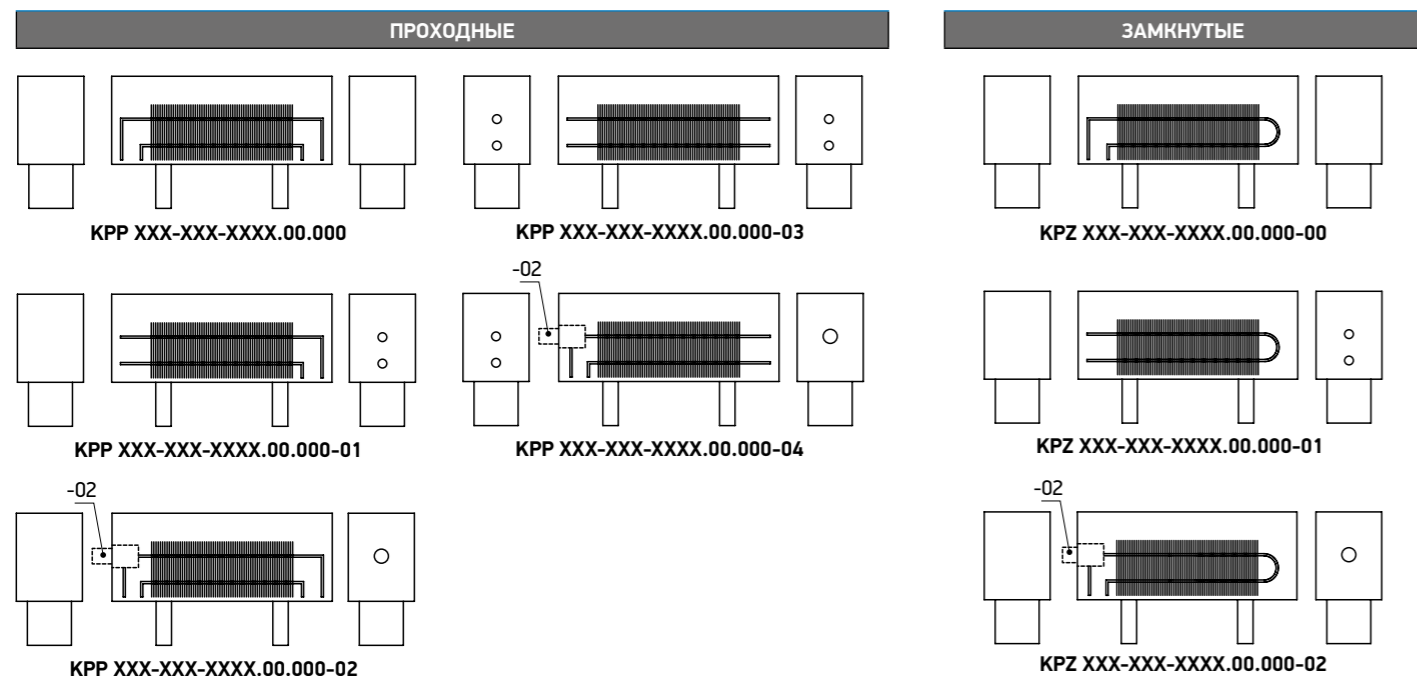 ПРОХОДНЫЕ
ЗАМКНУТЫЕ
KPP XXX-XXX-XXXX.00.000
KPP XXX-XXX-XXXX.00.000-03
KPZ XXX-XXX-XXXX.00.000-00
-02
KPP XXX-XXX-XXXX.00.000-01
KPP XXX-XXX-XXXX.00.000-04
KPZ XXX-XXX-XXXX.00.000-01
-02
-02
KPP XXX-XXX-XXXX.00.000-02
KPZ XXX-XXX-XXXX.00.000-02